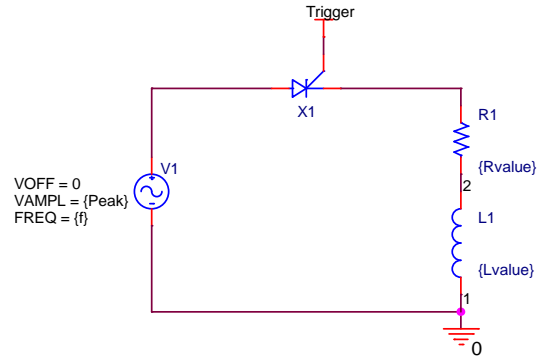 Trigger
X1
R1
V1
VOFF = 0
VAMPL = {Peak}
FREQ = {f}
{Rvalue}
2
L1
{Lvalue}
1
0